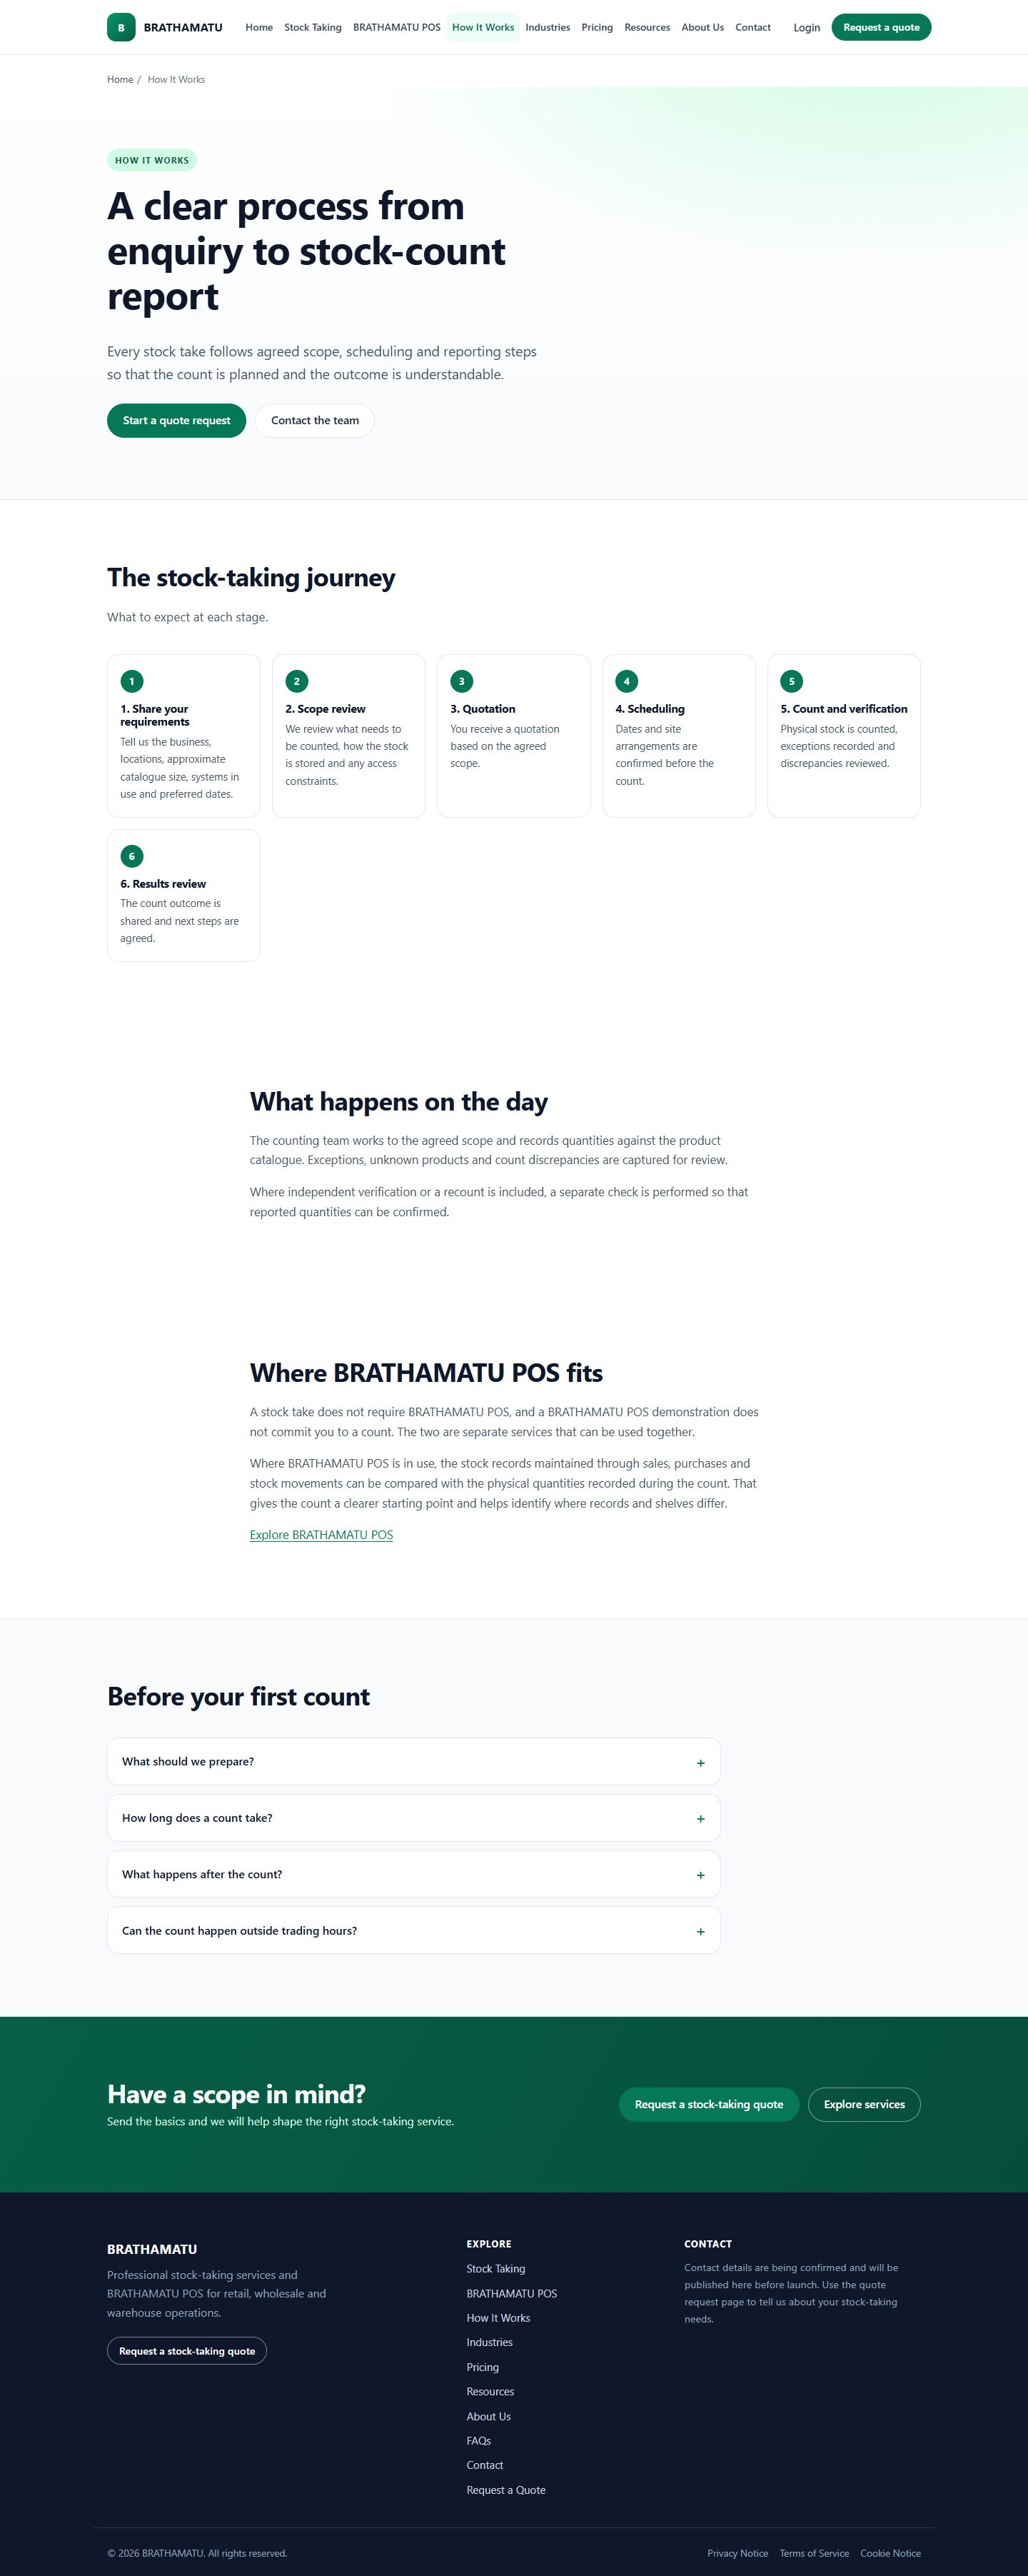 B BRATHAMATU Home Stock Taking BRATHAMATU POS How It Works Industries Pricing Resources About Us Contact Login Request a quote
Home / How It Works
HOW IT WORKS
A clear process from
enquiry to stock-count
report
Every stock take follows agreed scope, scheduling and reporting steps
so that the count is planned and the outcome is understandable.
Start a quote request
Contact the team
The stock-taking journey
What to expect at each stage.
1
1. Share your
requirements
Tell us the business,
locations, approximate
catalogue size, systems in
use and preferred dates.
2
2. Scope review
We review what needs to
be counted, how the stock
is stored and any access
constraints.
3
3. Quotation
You receive a quotation
based on the agreed
scope.
4
4. Scheduling
Dates and site
arrangements are
confirmed before the
count.
5
5. Count and verification
Physical stock is counted,
exceptions recorded and
discrepancies reviewed.
6
6. Results review
The count outcome is
shared and next steps are
agreed.
What happens on the day
The counting team works to the agreed scope and records quantities against the product
catalogue. Exceptions, unknown products and count discrepancies are captured for review.
Where independent verification or a recount is included, a separate check is performed so that
reported quantities can be confirmed.
Where BRATHAMATU POS fits
A stock take does not require BRATHAMATU POS, and a BRATHAMATU POS demonstration does
not commit you to a count. The two are separate services that can be used together.
Where BRATHAMATU POS is in use, the stock records maintained through sales, purchases and
stock movements can be compared with the physical quantities recorded during the count. That
gives the count a clearer starting point and helps identify where records and shelves differ.
Explore BRATHAMATU POS
Before your first count
What should we prepare? +
How long does a count take? +
What happens after the count? +
Can the count happen outside trading hours? +
Have a scope in mind?
Send the basics and we will help shape the right stock-taking service.
Request a stock-taking quote
Explore services
BRATHAMATU
Professional stock-taking services and
BRATHAMATU POS for retail, wholesale and
warehouse operations.
Request a stock-taking quote
EXPLORE
Stock Taking
BRATHAMATU POS
How It Works
Industries
Pricing
Resources
About Us
FAQs
Contact
Request a Quote
CONTACT
Contact details are being confirmed and will be
published here before launch. Use the quote
request page to tell us about your stock-taking
needs.
© 2026 BRATHAMATU. All rights reserved.
Privacy Notice Terms of Service Cookie Notice